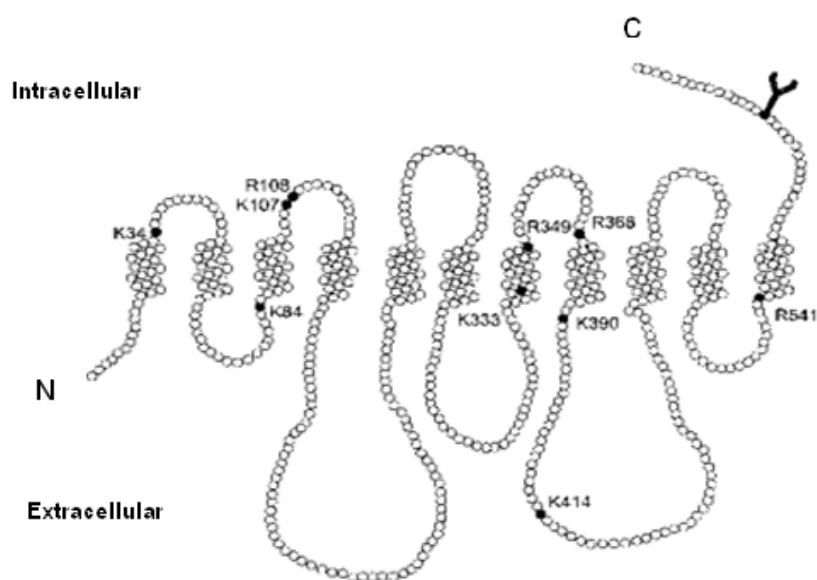 C
Intracellular
R108
K107
K34
R349
R368
K84
K333
K390
R541
N
K414
Extracellular